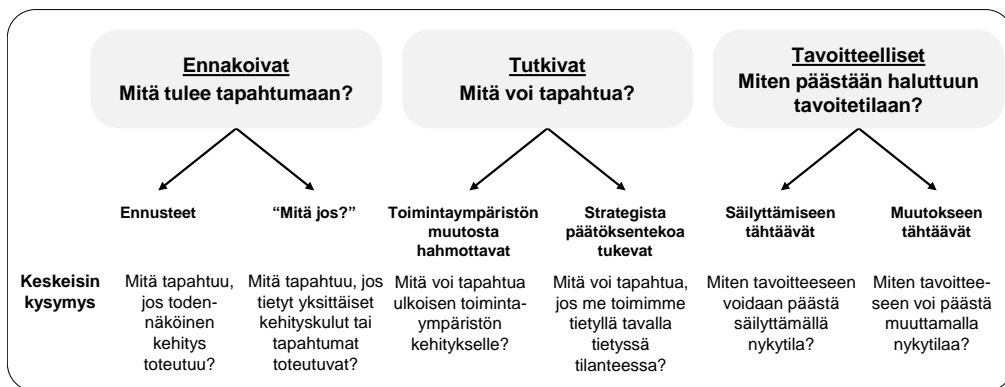 Ennakoivat
Mitä tulee tapahtumaan?
Tutkivat
Mitä voi tapahtua?
Tavoitteelliset
Miten päästään haluttuun
tavoitetilaan?
Ennusteet
“Mitä jos?”
Toimintaympäristön
muutosta
hahmottavat
Strategista
päätöksentekoa
tukevat
Säilyttämiseen
tähtäävät
Muutokseen
tähtäävät
Keskeisin
kysymys
Mitä tapahtuu,
jos toden-
näköinen
kehitys
toteutuu?
Mitä tapahtuu, jos
tietyt yksittäiset
kehityskulut tai
tapahtumat
toteutuvat?
Mitä voi tapahtua
ulkoisen toiminta-
ympäristön
kehitykselle?
Mitä voi tapahtua,
jos me toimimme
tietyllä tavalla
tietyssä
tilanteessa?
Miten tavoitteeseen
voidaan päästä
säilyttämällä
nykytila?
Miten tavoittee-
seen voi päästä
muuttamalla
nykytilaa?